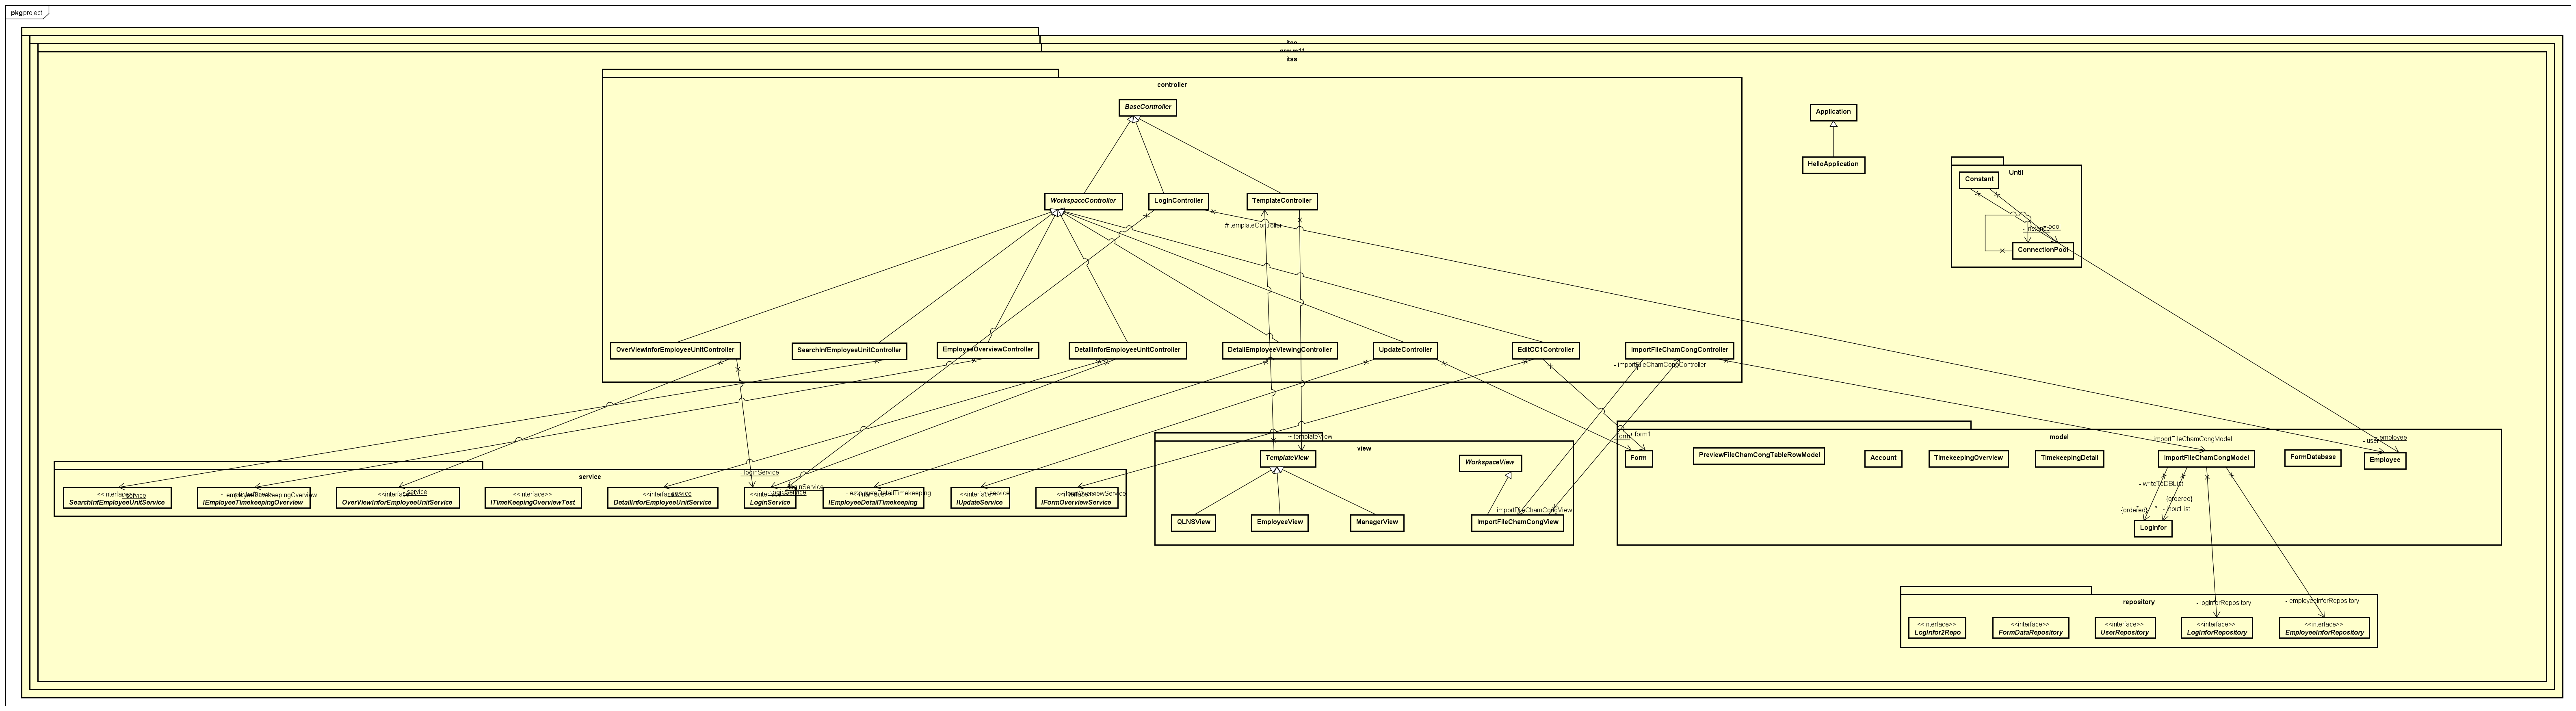 pkg project
itss
group11
itss
controller
BaseController
Application
HelloApplication
Until
Constant
- instance
- pool
ConnectionPool
WorkspaceController
LoginController
TemplateController
# templateController
OverViewInforEmployeeUnitController
SearchInfEmployeeUnitController
EmployeeOverviewController
DetailInforEmployeeUnitController
DetailEmployeeViewingController
UpdateController
EditCC1Controller
ImportFileChamCongController
- importFileChamCongController
service
- service
<<interface>>
SearchInfEmployeeUnitService
~ employeeTimekeepingOverview
<<interface>>
IEmployeeTimekeepingOverview
- service
<<interface>>
OverViewInforEmployeeUnitService
<<interface>>
ITimeKeepingOverviewTest
- service
<<interface>>
DetailInforEmployeeUnitService
- loginService
<<interface>>
LoginService
- employeeDetailTimekeeping
<<interface>>
IEmployeeDetailTimekeeping
- service
<<interface>>
IUpdateService
<<interface>>
IFormOverviewService
view
~ templateView
TemplateView
WorkspaceView
QLNSView
EmployeeView
ManagerView
- importFileChamCongView
ImportFileChamCongView
model
+ form1
Form
PreviewFileChamCongTableRowModel
Account
TimekeepingOverview
TimekeepingDetail
importFileChamCongModel
ImportFileChamCongModel
FormDatabase
- user
employee
Employee
- writeToDBList
{ordered}
*
{ordered}
*
- inputList
LogInfor
repository
- logInforRepository
- employeeInforRepository
<<interface>>
LogInfor2Repo
<<interface>>
FormDataRepository
<<interface>>
UserRepository
<<interface>>
LogInforRepository
<<interface>>
EmployeeInforRepository